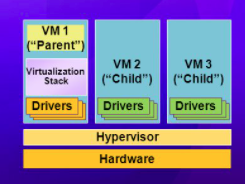 VM 1
("Parent")
Virtualization
Stack
Drivers
VM 2
("Child")
Drivers
VM 3
("Child")
Drivers
Hypervisor
Hardware